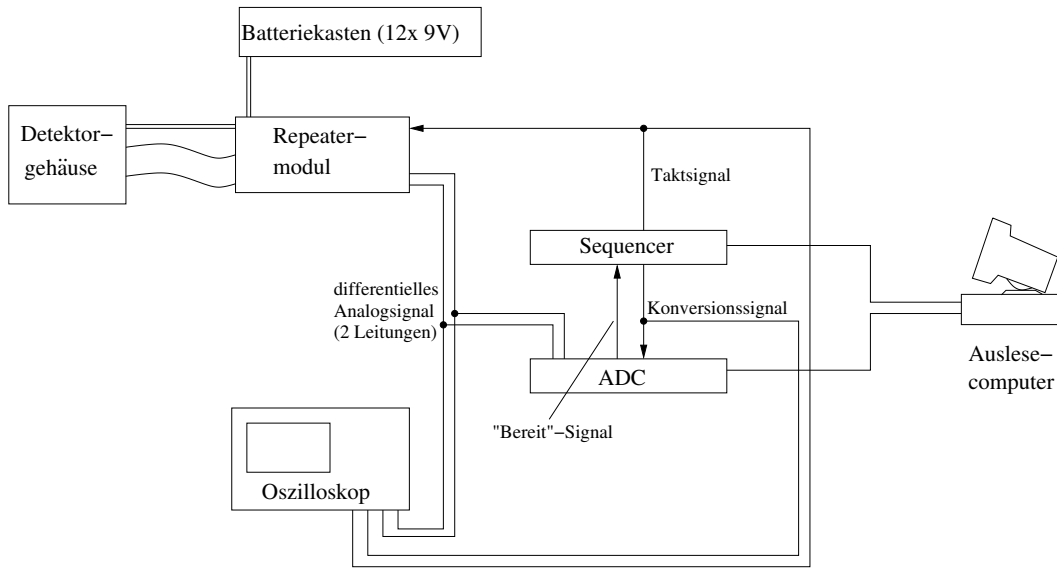 Batteriekasten (12x 9V)
Detektor−
gehäuse
Repeater−
modul
Taktsignal
Sequencer
differentielles
Analogsignal
(2 Leitungen)
Konversionssignal
ADC
Auslese−
computer
"Bereit"−Signal
Oszilloskop